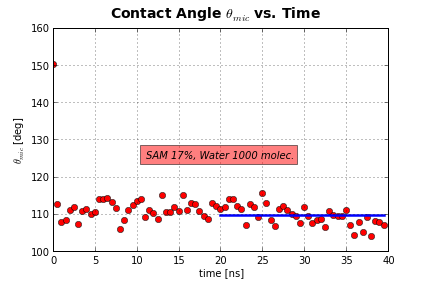 Contact Angle θmic vs. Time
θmic [deg]
160
150
140
130
120
110
100
SAM 17%, Water 1000 molec.
0 5 10 15 20 25 30 35 40
time [ns]